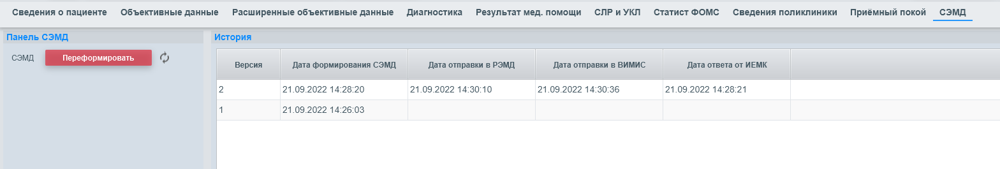 Сведения о пациенте Объективные данные Расширенные объективные данные Диагностика Результат мед. помощи СЛР и УКЛ Статист ФОМС Сведения поликлиники Приёмный покой СЭМД
Панель СЭМД
СЭМД Переформировать
История
Версия Дата формирования СЭМД Дата отправки в РЭМД Дата отправки в ВИМИС Дата ответа от ИЕМК
2 21.09.2022 14:28:20 21.09.2022 14:30:10 21.09.2022 14:30:36 21.09.2022 14:28:21
1 21.09.2022 14:26:03